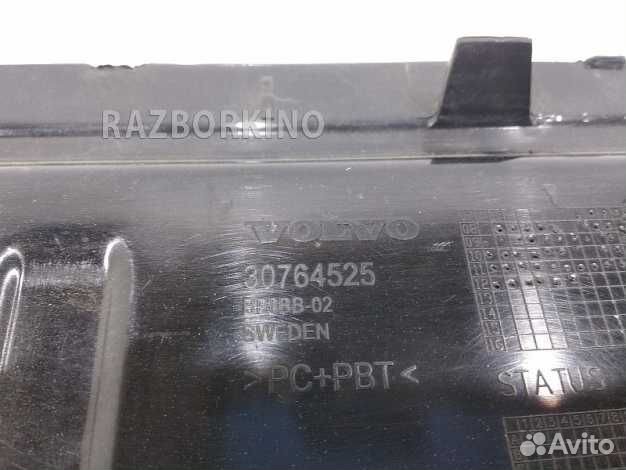 RAZBORKINO
VOLVO
30764525
SWEDEN
>PC+PBT<
STATUS
Avito